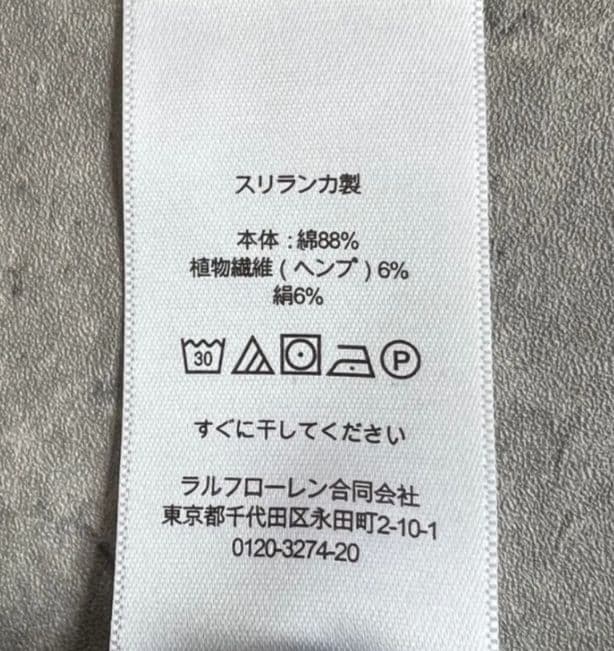 スリランカ製
本体 : 綿88%
植物繊維 ( ヘンプ ) 6%
絹6%
30 P
すぐに干してください
ラルフローレン合同会社
東京都千代田区永田町2-10-1
0120-3274-20